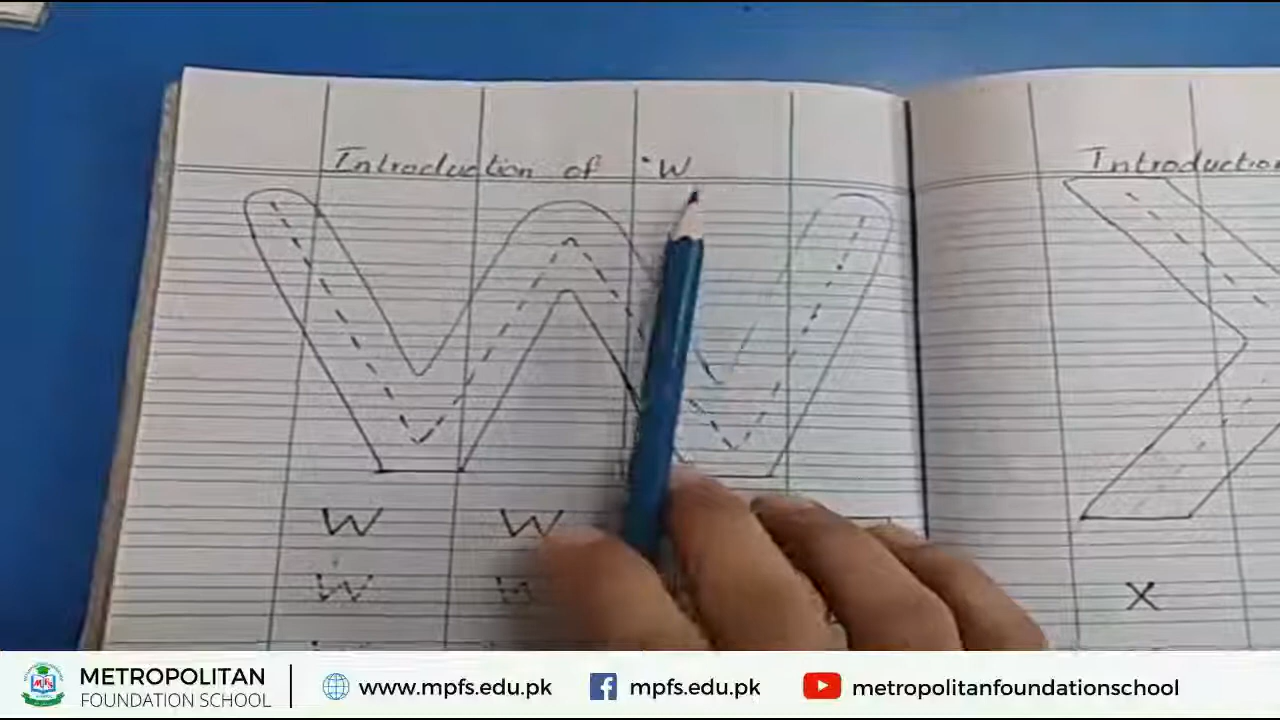 Introduction of "W
Introduction
W W
W
X
METROPOLITAN
FOUNDATION SCHOOL
www.mpfs.edu.pk
mpfs.edu.pk
metropolitanfoundationschool